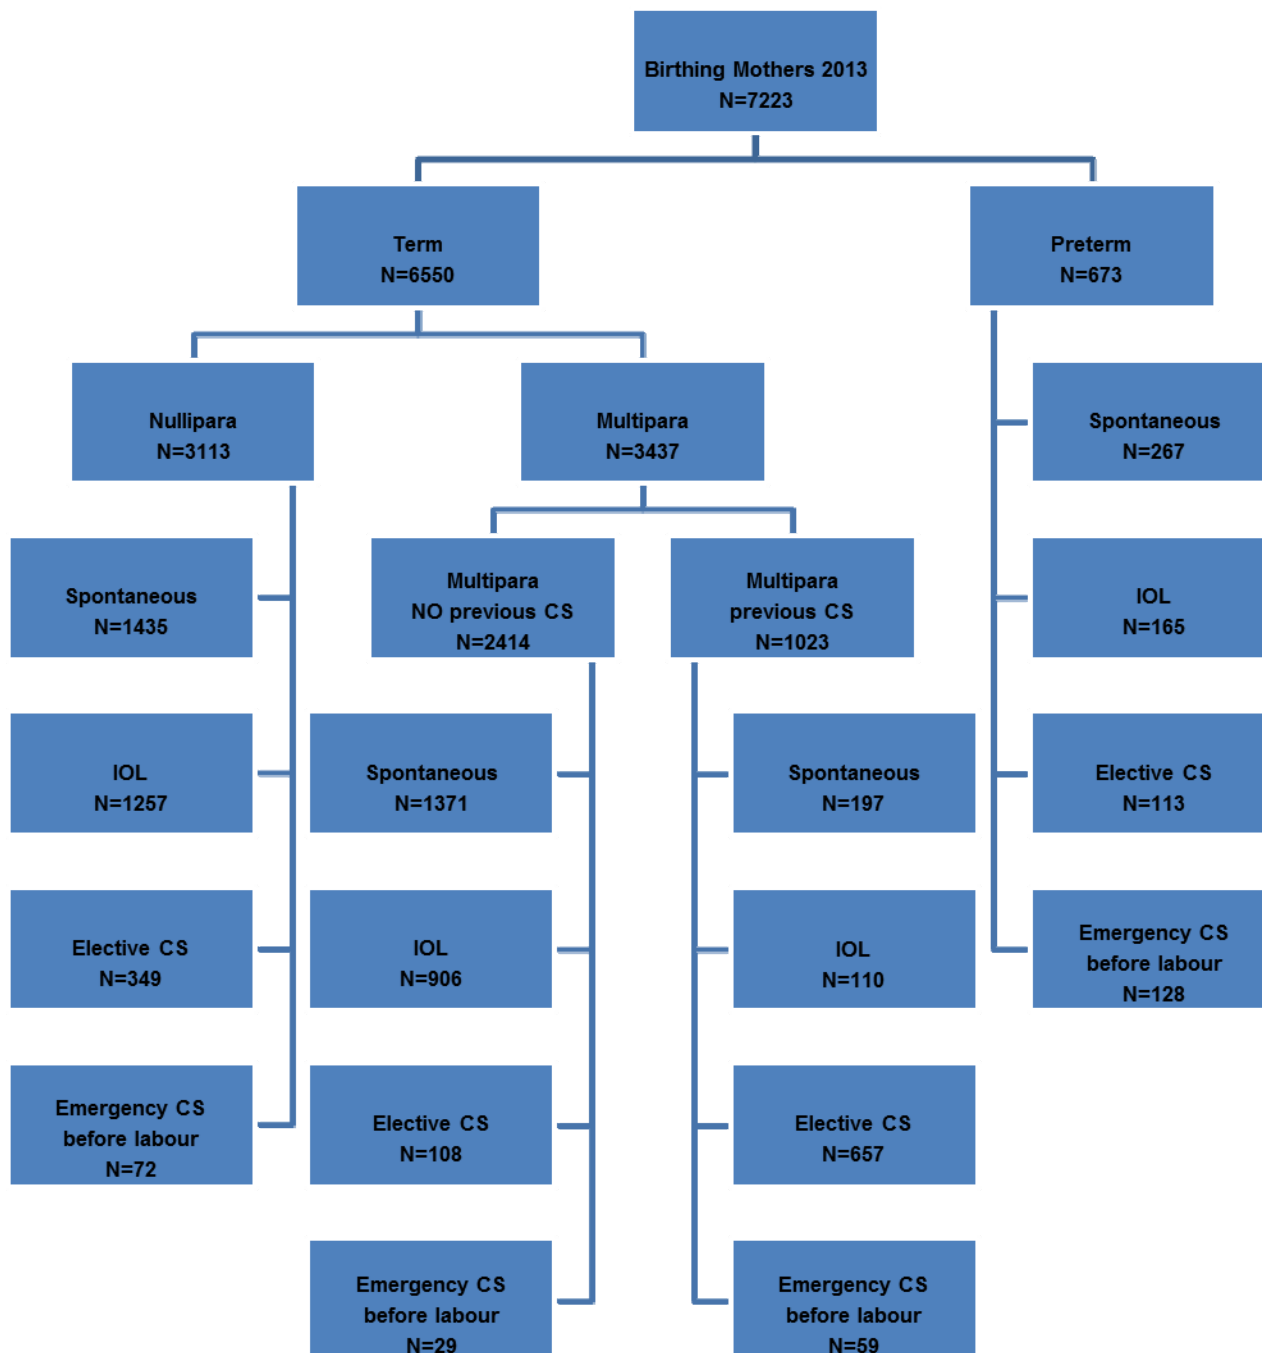 Birthing Mothers 2013
N=7223
Term
N=6550
Preterm
N=673
Nullipara
N=3113
Multipara
N=3437
Spontaneous
N=267
Spontaneous
N=1435
Multipara
NO previous CS
N=2414
Multipara
previous CS
N=1023
IOL
N=165
IOL
N=1257
Spontaneous
N=1371
Spontaneous
N=197
Elective CS
N=113
Elective CS
N=349
IOL
N=906
IOL
N=110
Emergency CS
before labour
N=128
Emergency CS
before labour
N=72
Elective CS
N=108
Elective CS
N=657
Emergency CS
before labour
N=29
Emergency CS
before labour
N=59